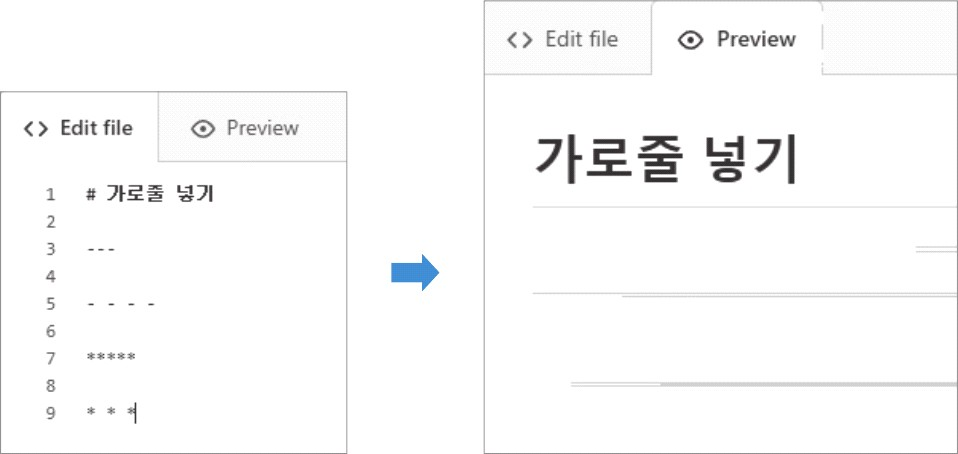 Edit file
Preview
1 # 가로줄 넣기
2
3 ---
4
5 - - - -
6
7 *****
8
9 * * *
Edit file
Preview
가로줄 넣기